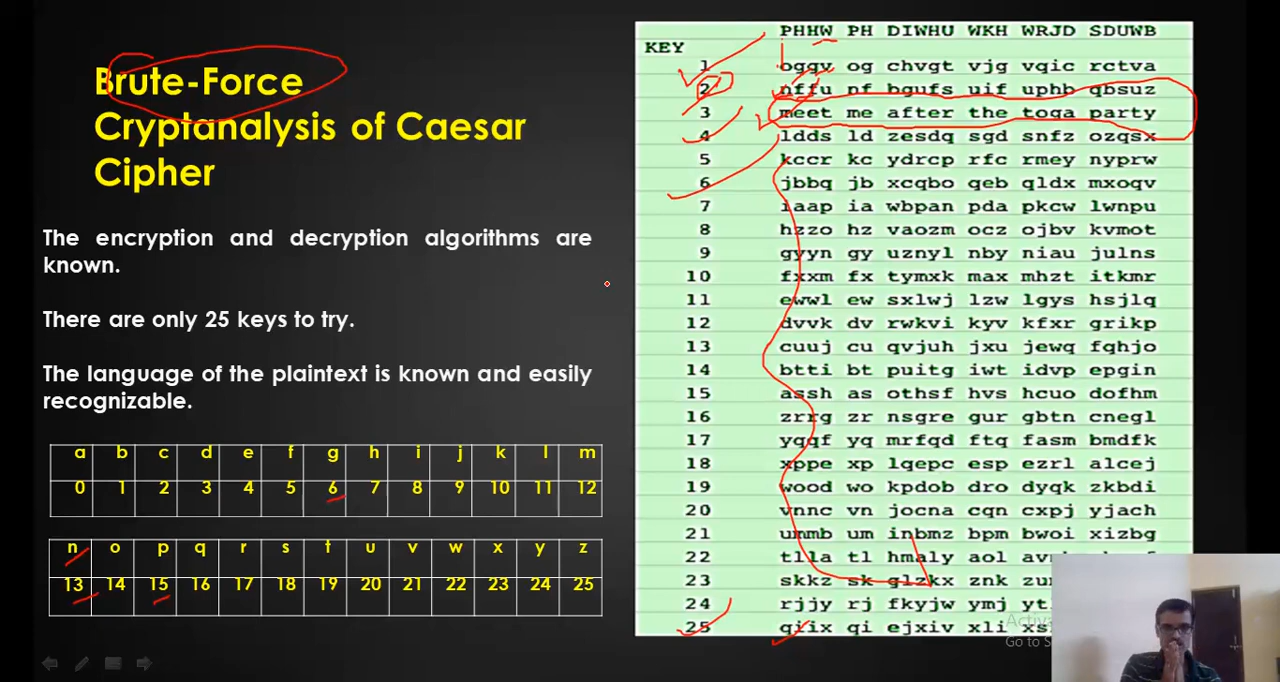 Brute-Force
Cryptanalysis of Caesar
Cipher
The encryption and decryption algorithms are
known.
There are only 25 keys to try.
The language of the plaintext is known and easily
recognizable.
a b c d e f g h i j k l m
0 1 2 3 4 5 6 7 8 9 10 11 12
n o p q r s t u v w x y z
13 14 15 16 17 18 19 20 21 22 23 24 25
PHHW PH DIWHU WKH WRJD SDUWB
KEY
1 oggv og chvgt vjg vqic rctva
2 nffu nf bgufs uif uphb qbsuz
3 meet me after the toga party
4 ldds ld zesdq sgd snfz ozqsx
5 kccr kc ydrcp rfc rmey nyprw
6 jbbq jb xcqbo qeb qldx mxoqv
7 iaap ia wbpan pda pkcw lwnpu
8 hzzo hz vaozm ocz ojbv kvmot
9 gyyn gy uznyl nby niau julns
10 fxxm fx tymxk max mhzt itkmr
11 ewwl ew sxlwj lzw lgys hsjlq
12 dvvk dv rwkvi kyv kfxr grikp
13 cuuj cu qvjuh jxu jewq fqhjo
14 btti bt puitg iwt idvp epgin
15 assh as othsf hvs hcuo dofhm
16 zrrg zr nsgre gur gbtn cnegl
17 yqqf yq mrfqd ftq fasm bmdfk
18 xppe xp lqepc esp ezrl alcej
19 wood wo kpdob dro dyqk zkbdi
20 vnnc vn jocna cqn cxpj yjach
21 ummb um inbmz bpm bwoi xizbg
22 tlla tl hmaly aol
23 skkz sk glzkx znk
24 rjjy rj fkyjw ymj
25 qiix qi ejxiv xli